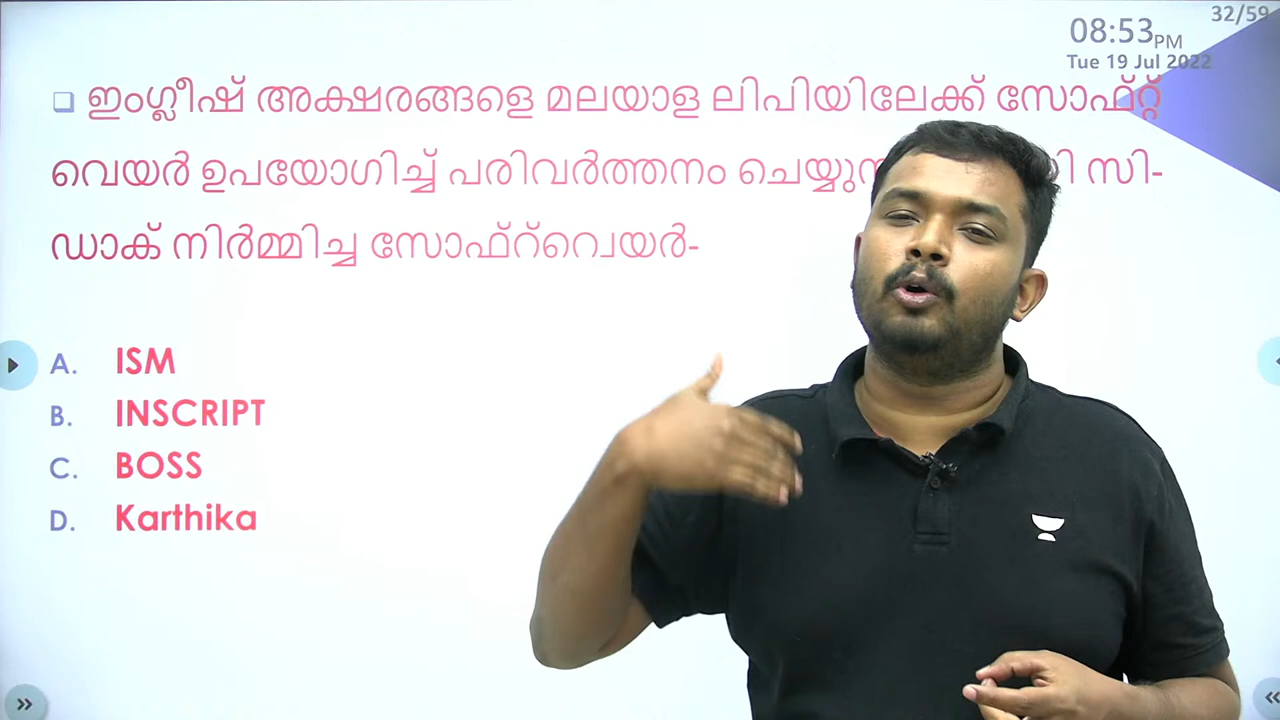 32/59
08:53PM
Tue 19 Jul 2022
ഇംഗ്ലീഷ് അക്ഷരങ്ങളെ മലയാള ലിപിയിലേക്ക് സോഫ്റ്റ്
വെയർ ഉപയോഗിച്ച് പരിവർത്തനം സി-
ഡാക് നിർമ്മിച്ച സോഫ്റ്‌വെയർ-
A. ISM
B. INSCRIPT
C. BOSS
D. Karthika